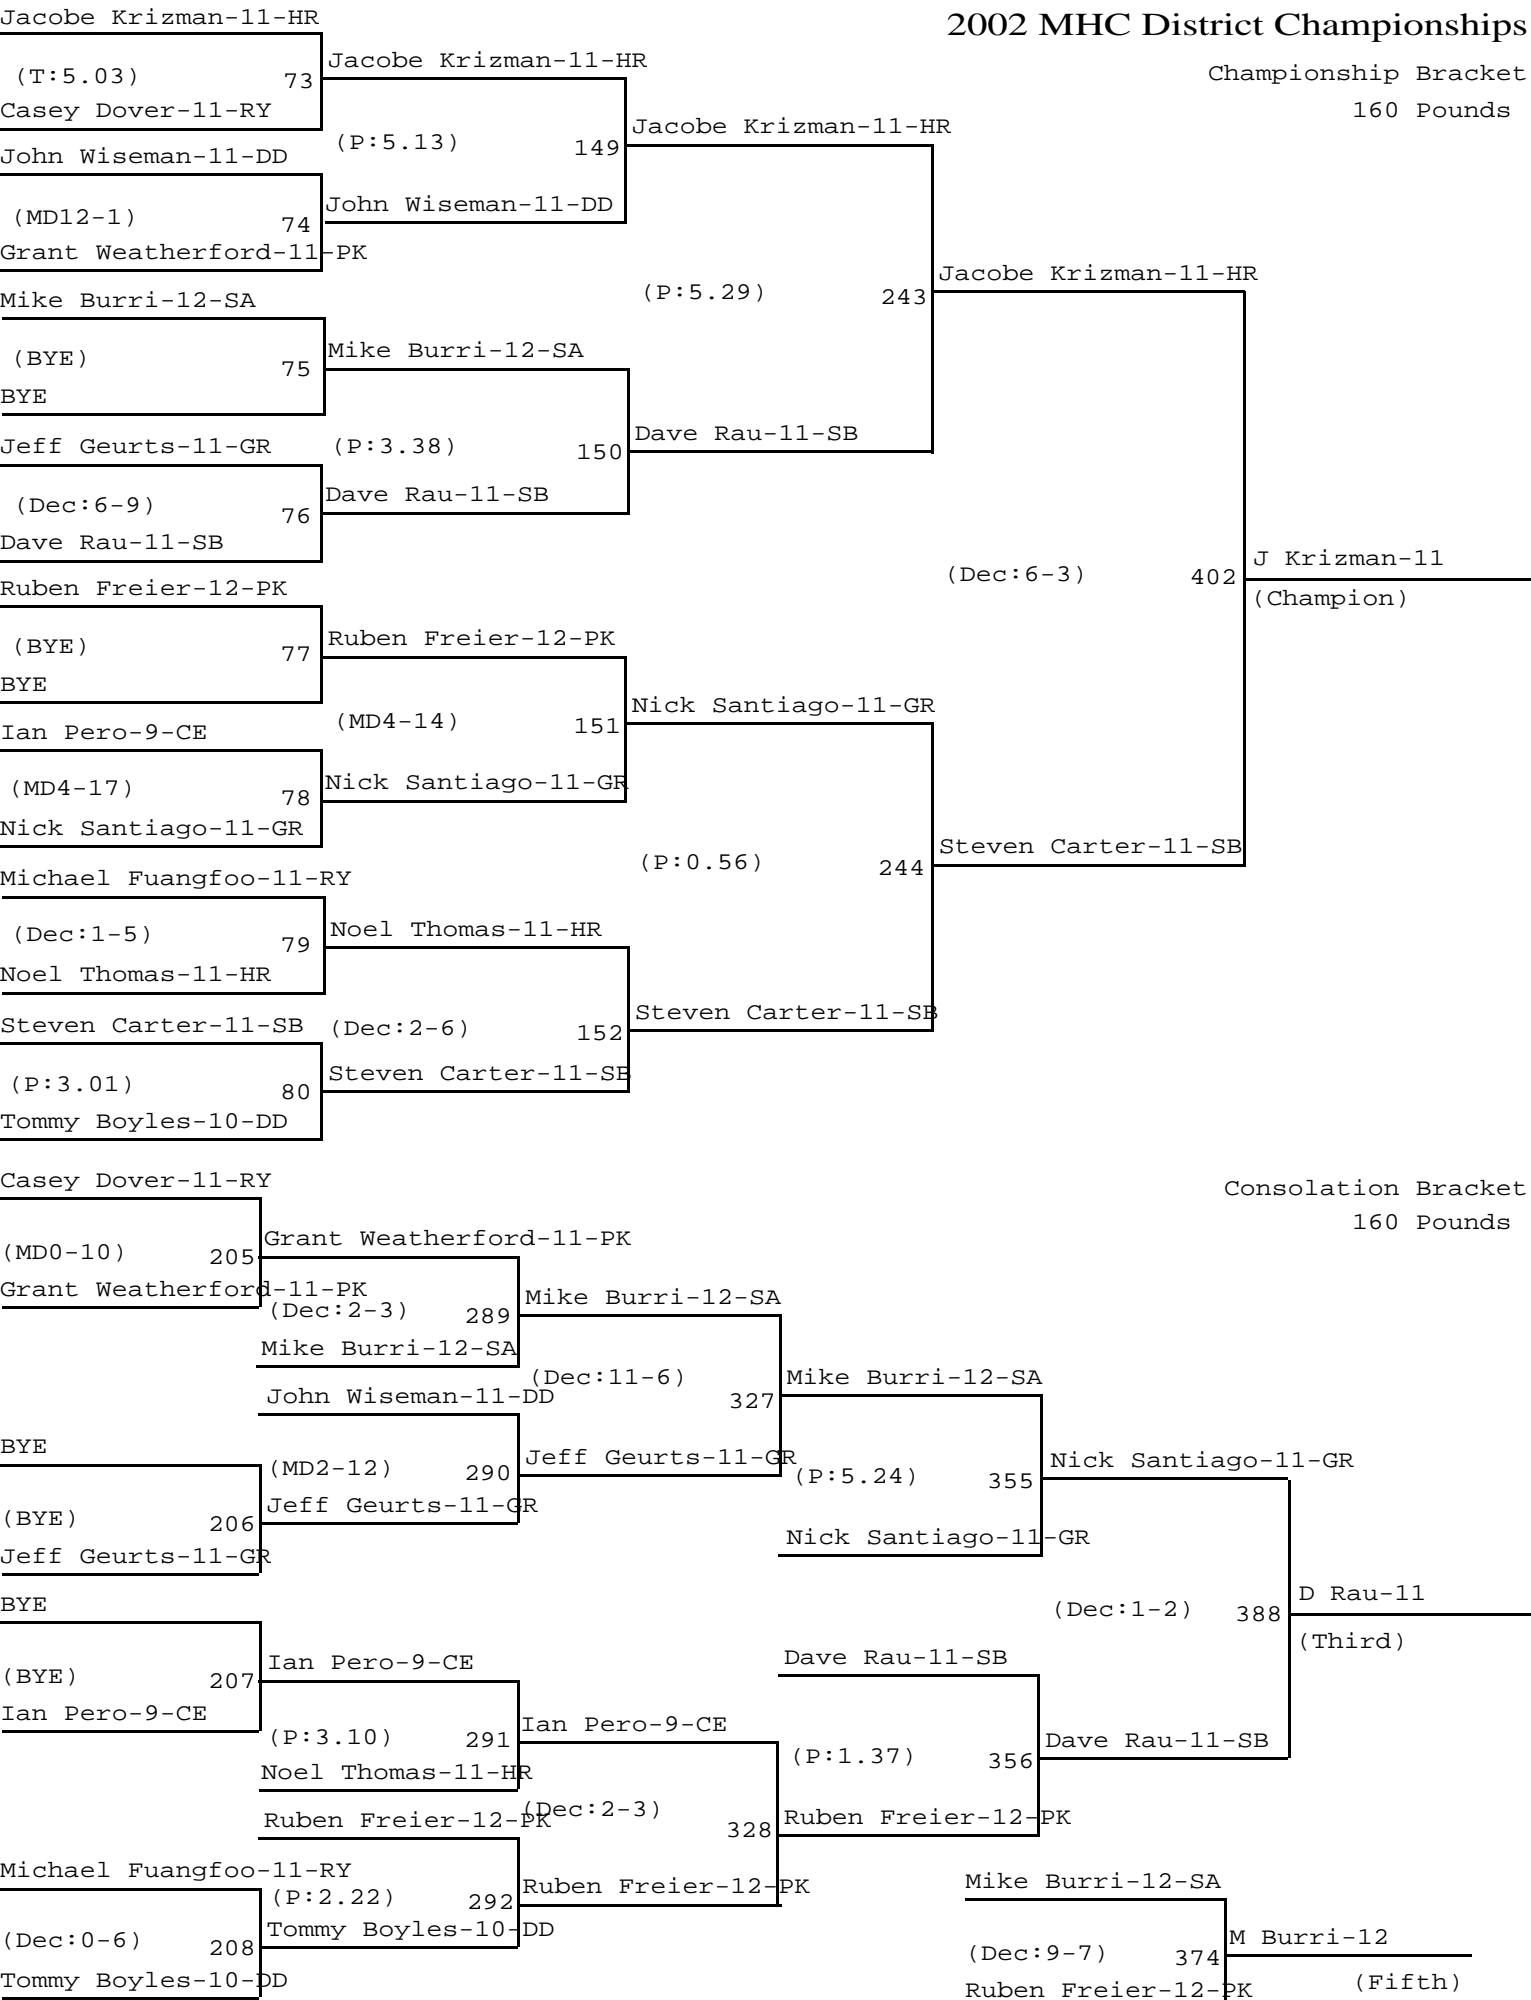 2002 MHC District Championships
Championship Bracket
160 Pounds
Jacobe Krizman-11-HR
(T:5.03) 73
Casey Dover-11-RY
Jacobe Krizman-11-HR
John Wiseman-11-DD
(MD12-1) 74
Grant Weatherford-11-PK
(P:5.13) 149
John Wiseman-11-DD
Jacobe Krizman-11-HR
Mike Burri-12-SA
(BYE) 75
BYE
Mike Burri-12-SA
Jeff Geurts-11-GR
(Dec:6-9) 76
Dave Rau-11-SB
(P:3.38) 150
Dave Rau-11-SB
Dave Rau-11-SB
(P:5.29) 243
Jacobe Krizman-11-HR
Ruben Freier-12-PK
(BYE) 77
BYE
Ruben Freier-12-PK
Ian Pero-9-CE
(MD4-17) 78
Nick Santiago-11-GR
(MD4-14) 151
Nick Santiago-11-GR
Nick Santiago-11-GR
Michael Fuangfoo-11-RY
(Dec:1-5) 79
Noel Thomas-11-HR
Noel Thomas-11-HR
Steven Carter-11-SB
(P:3.01) 80
Tommy Boyles-10-DD
(Dec:2-6) 152
Steven Carter-11-SB
Steven Carter-11-SB
(P:0.56) 244
Steven Carter-11-SB
(Dec:6-3) 402
J Krizman-11
(Champion)
Consolation Bracket
160 Pounds
Casey Dover-11-RY
(MD0-10) 205
Grant Weatherford-11-PK
Grant Weatherford-11-PK
(Dec:2-3) 289
Mike Burri-12-SA
Mike Burri-12-SA
John Wiseman-11-DD
BYE
(BYE) 206
Jeff Geurts-11-GR
(MD2-12) 290
Jeff Geurts-11-GR
Jeff Geurts-11-GR
(Dec:11-6) 327
Mike Burri-12-SA
(P:5.24) 355
Nick Santiago-11-GR
Nick Santiago-11-GR
BYE
(BYE) 207
Ian Pero-9-CE
Ian Pero-9-CE
(P:3.10) 291
Noel Thomas-11-HR
Ian Pero-9-CE
Ruben Freier-12-PK
Michael Fuangfoo-11-RY
(Dec:0-6) 208
Tommy Boyles-10-DD
(P:2.22) 292
Tommy Boyles-10-DD
Ruben Freier-12-PK
(Dec:2-3) 328
Dave Rau-11-SB
(P:1.37) 356
Ruben Freier-12-PK
Dave Rau-11-SB
(Dec:1-2) 388
D Rau-11
(Third)
Mike Burri-12-SA
(Dec:9-7) 374
Ruben Freier-12-PK
M Burri-12
(Fifth)